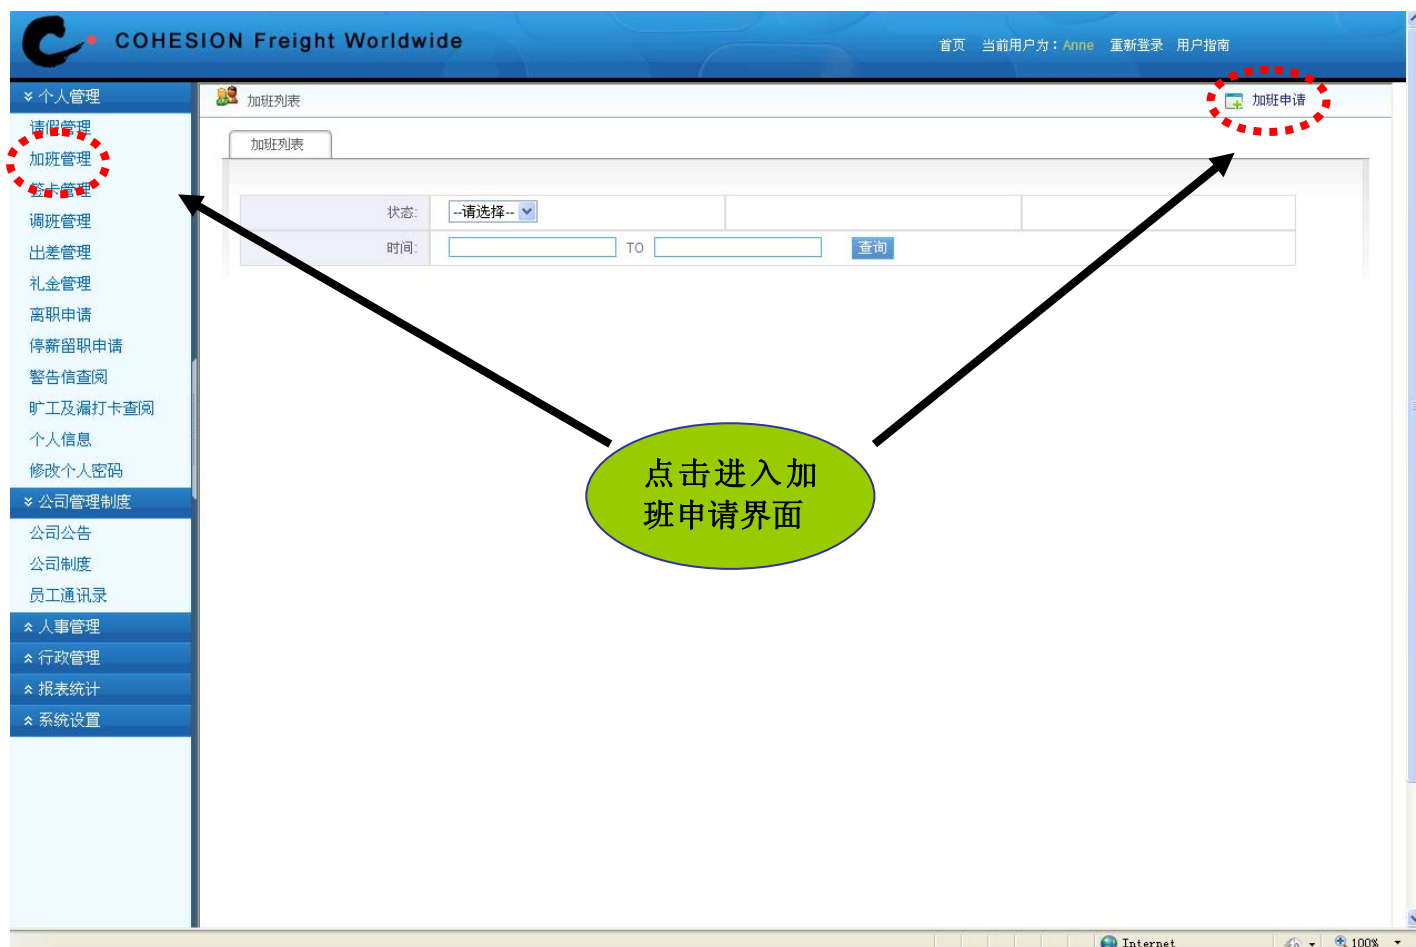 COHESION Freight Worldwide
首页 当前用户为：Anne 重新登录 用户指南
个人管理
请假管理
加班管理
签卡管理
调班管理
出差管理
礼金管理
离职申请
停薪留职申请
警告信查阅
旷工及漏打卡查阅
个人信息
修改个人密码
公司管理制度
公司公告
公司制度
员工通讯录
人事管理
行政管理
报表统计
系统设置
加班列表
加班申请
加班列表
状态: --请选择--
时间: TO 查询
点击进入加
班申请界面
Internet 100%